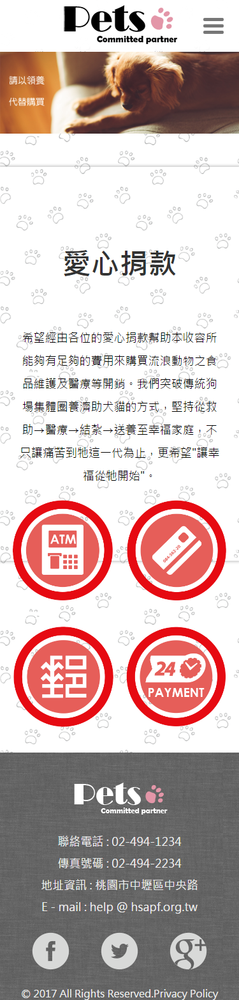 Pets
Committed partner
請以領養
代替購買
愛心捐款
希望經由各位的愛心捐款幫助本收容所
能夠有足夠的費用來購買流浪動物之食
品維護及醫療等開銷。我們突破傳統狗
場集體圈養濟助犬貓的方式，堅持從救
助→醫療→結紮→送養至幸福家庭，不
只讓痛苦到牠這一代為止，更希望"讓幸
福從牠開始"。
ATM
084-562-20
郵
24
PAYMENT
Pets
Committed partner
聯絡電話 : 02-494-1234
傳真號碼 : 02-494-2234
地址資訊 : 桃園市中壢區中央路
E - mail : help @ hsapf.org.tw
f
g+
© 2017 All Rights Reserved.Privacy Policy